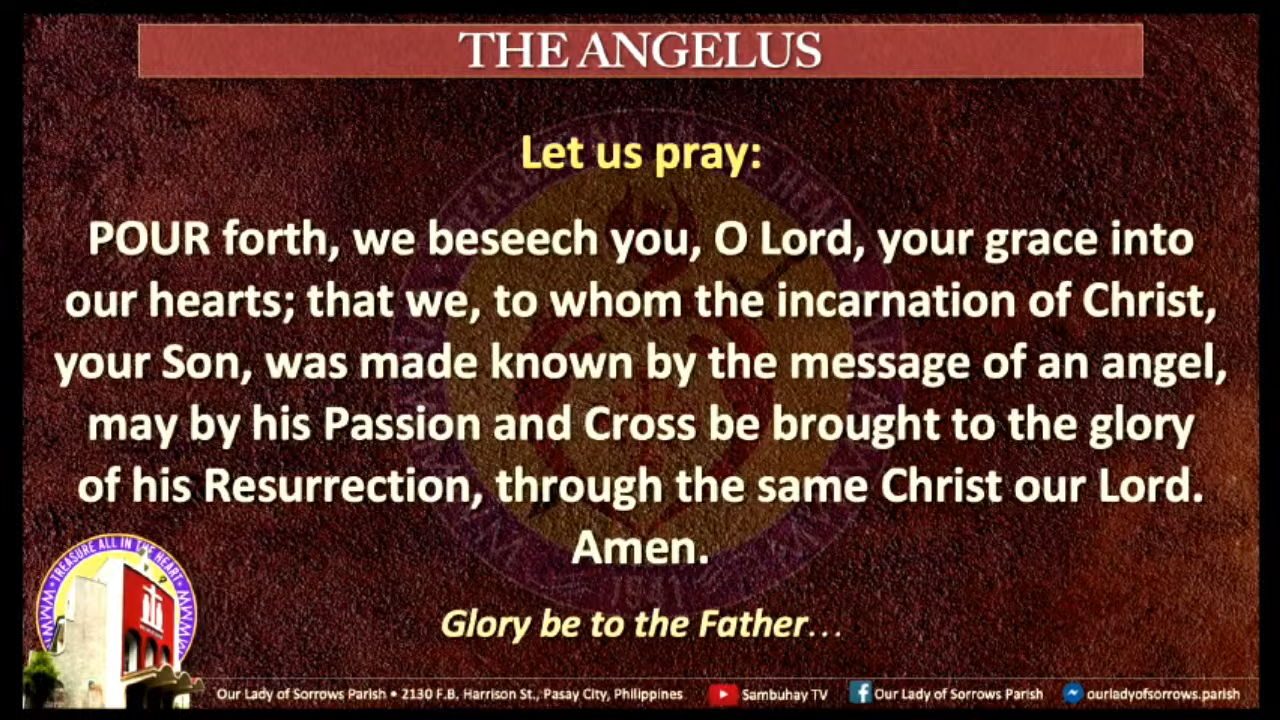 THE ANGELUS
Let us pray:
POUR forth, we beseech you, O Lord, your grace into
our hearts; that we, to whom the incarnation of Christ,
your Son, was made known by the message of an angel,
may by his Passion and Cross be brought to the glory
of his Resurrection, through the same Christ our Lord.
Amen.
Glory be to the Father...
TREASURE ALL IN THE HEART
Our Lady of Sorrows Parish • 2130 F.B. Harrison St., Pasay City, Philippines
Sambuhay TV
Our Lady of Sorrows Parish
ourladyofsorrows.parish